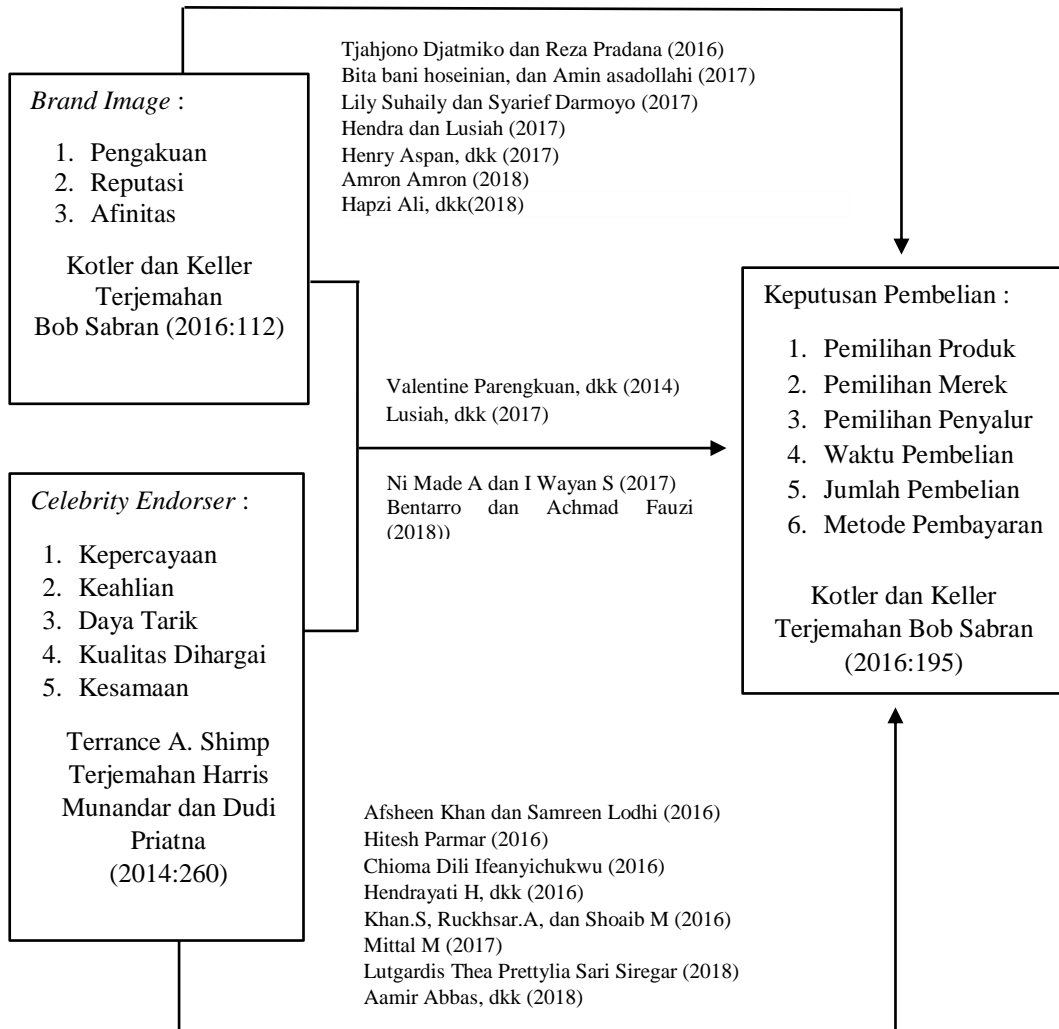 Tjahjono Djatmiko dan Reza Pradana (2016)
Bita bani hoseinian, dan Amin asadollahi (2017)
Lily Suhaily dan Syarief Darmoyo (2017)
Hendra dan Lusiah (2017)
Henry Aspan, dkk (2017)
Amron Amron (2018)
Hapzi Ali, dkk(2018)
Brand Image :
1. Pengakuan
2. Reputasi
3. Afinitas
Kotler dan Keller
Terjemahan
Bob Sabran (2016:112)
Valentine Parengkuan, dkk (2014)
Lusiah, dkk (2017)
Ni Made A dan I Wayan S (2017)
Bentarro dan Achmad Fauzi
(2018))
Keputusan Pembelian :
1. Pemilihan Produk
2. Pemilihan Merek
3. Pemilihan Penyalur
4. Waktu Pembelian
5. Jumlah Pembelian
6. Metode Pembayaran
Kotler dan Keller
Terjemahan Bob Sabran
(2016:195)
Celebrity Endorser :
1. Kepercayaan
2. Keahlian
3. Daya Tarik
4. Kualitas Dihargai
5. Kesamaan
Terrance A. Shimp
Terjemahan Harris
Munandar dan Dudi
Priatna
(2014:260)
Afsheen Khan dan Samreen Lodhi (2016)
Hitesh Parmar (2016)
Chioma Dili Ifeanyichukwu (2016)
Hendrayati H, dkk (2016)
Khan.S, Ruckhsar.A, dan Shoaib M (2016)
Mittal M (2017)
Lutgardis Thea Prettylia Sari Siregar (2018)
Aamir Abbas, dkk (2018)